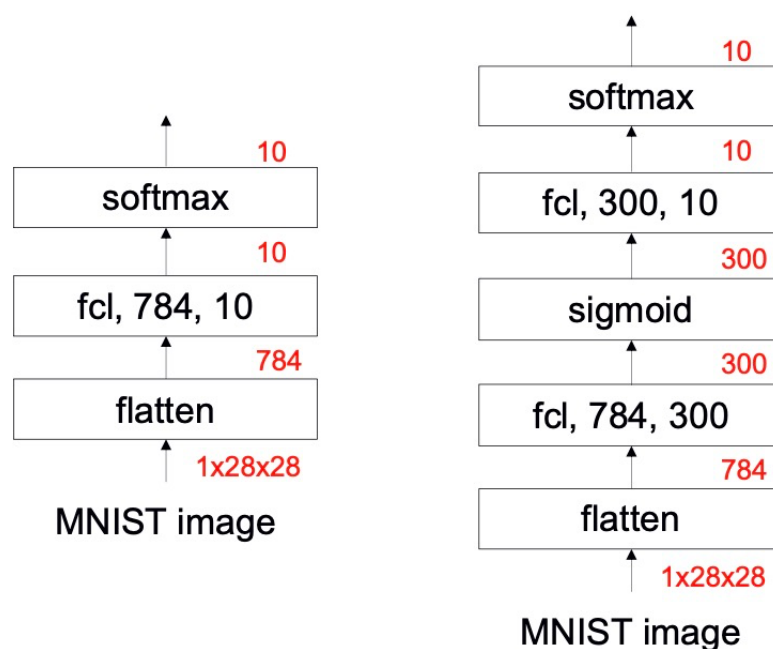 10
softmax
10
fcl, 784, 10
784
flatten
1x28x28
MNIST image
10
softmax
10
fcl, 300, 10
300
sigmoid
300
fcl, 784, 300
784
flatten
1x28x28
MNIST image